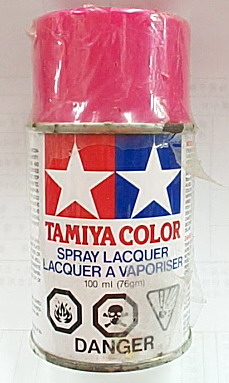 TAMIYA COLOR
SPRAY LACQUER
LACQUER A VAPORISER
100 ml (76gm)
DANGER